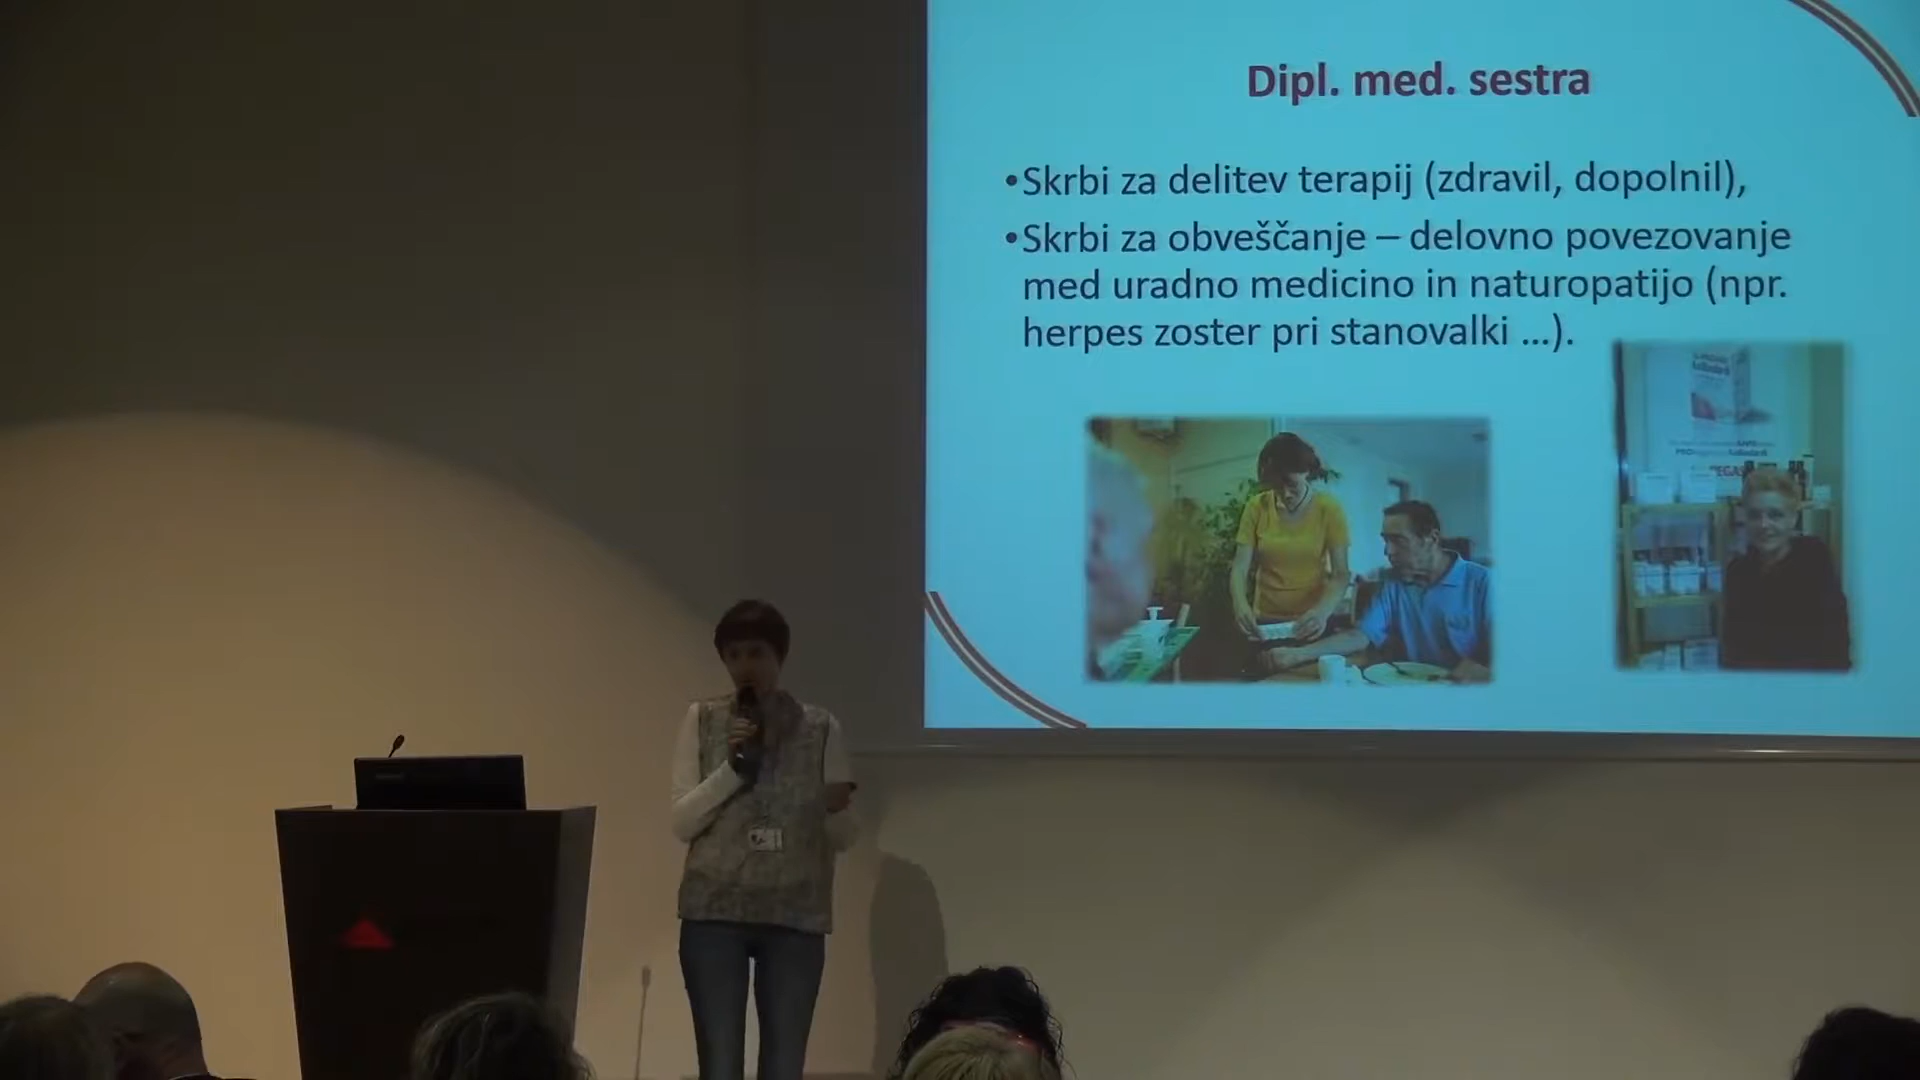 Dipl. med. sestra
•Skrbi za delitev terapij (zdravil, dopolnil),
•Skrbi za obveščanje – delovno povezovanje
med uradno medicino in naturopatijo (npr.
herpes zoster pri stanovalki ...).